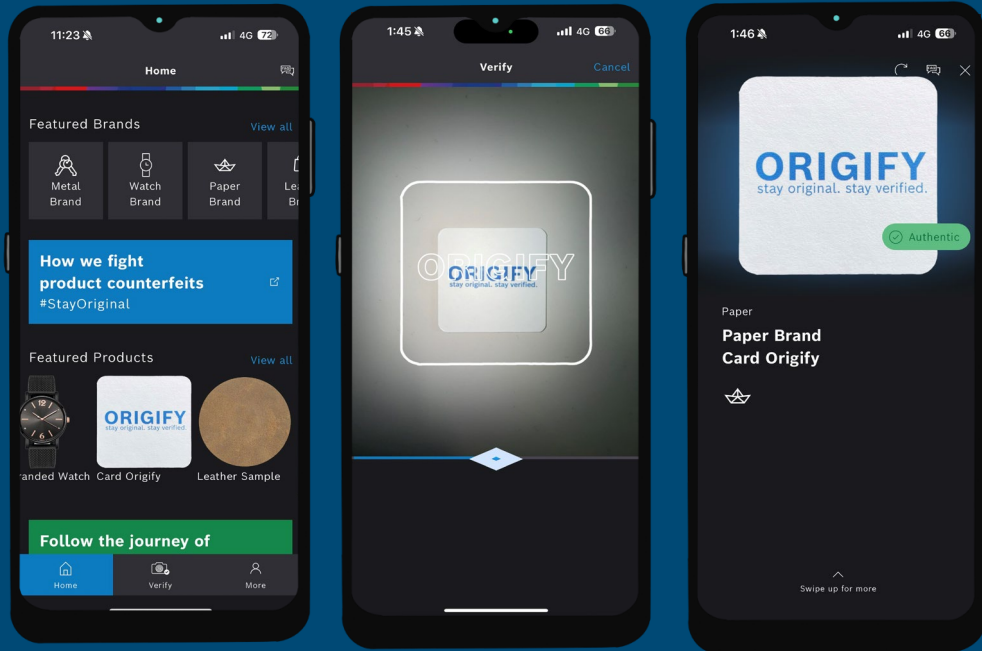 11:23
4G 72
Home
Featured Brands
View all
Metal
Brand
Watch
Brand
Paper
Brand
How we fight
product counterfeits
#StayOriginal
Featured Products
View all
ORIGIFY
stay original. stay verified.
Card Origify
Leather Sample
Follow the journey of
Home
Verify
More
1:45
4G 66
Verify
Cancel
ORIGIFY
ORIGIFY
stay original. stay verified.
1:46
4G 66
ORIGIFY
stay original. stay verified.
Authentic
Paper
Paper Brand
Card Origify
Swipe up for more